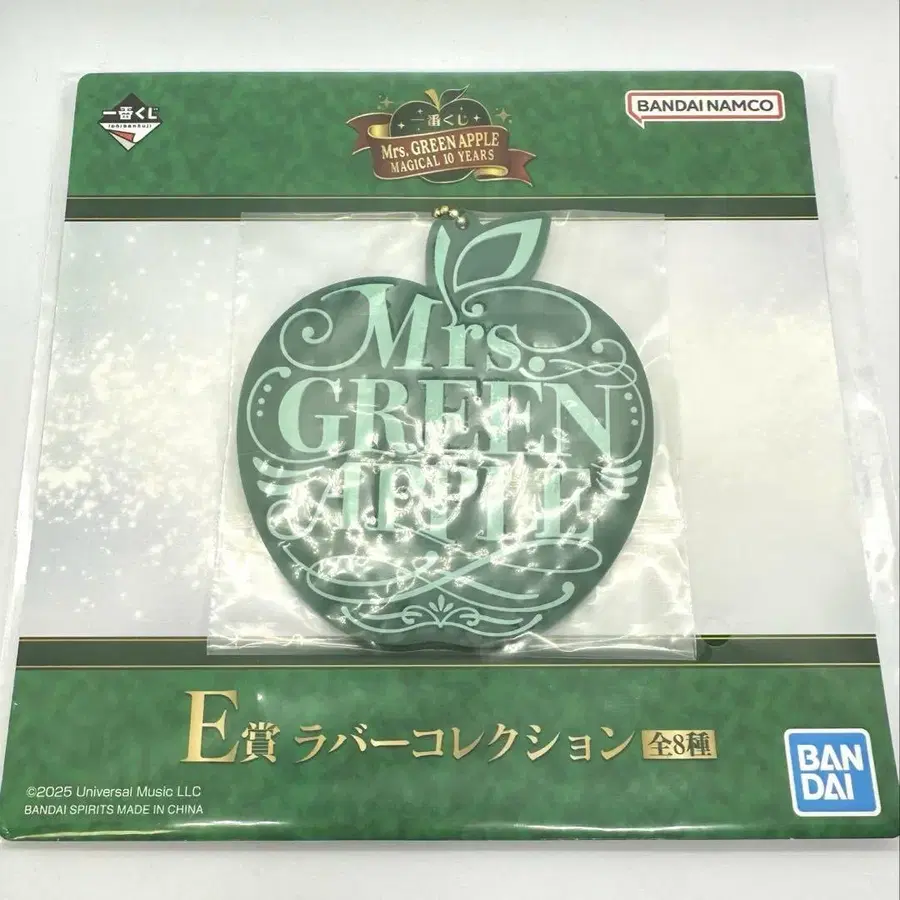 一番くじ
ichibankuji
一番くじ
Mrs. GREEN APPLE
MAGICAL 10 YEARS
BANDAI NAMCO
Mrs.
GREEN
APPLE
E賞 ラバーコレクション 全8種
©2025 Universal Music LLC
BANDAI SPIRITS MADE IN CHINA
BAN
DAI